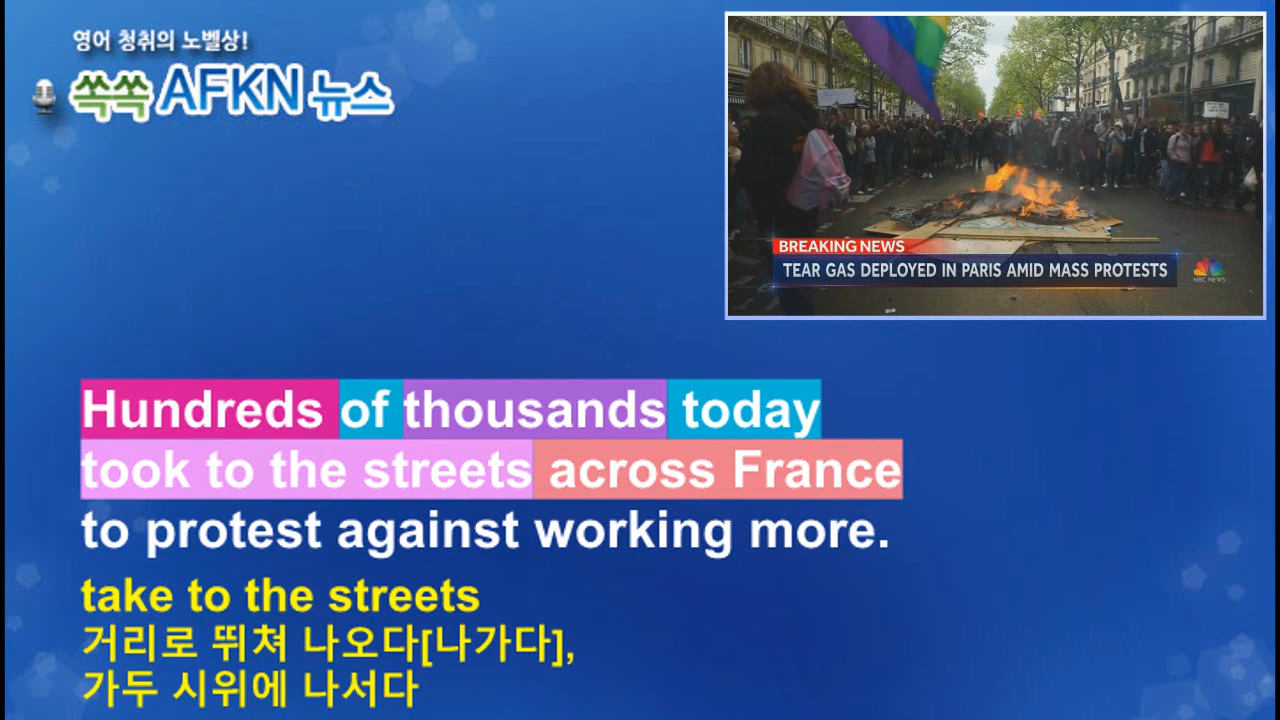 영어 청취의 노벨상!
쏙쏙 AFKN 뉴스
BREAKING NEWS
TEAR GAS DEPLOYED IN PARIS AMID MASS PROTESTS
NBC NEWS
Hundreds of thousands today
took to the streets across France
to protest against working more.
take to the streets
거리로 뛰쳐 나오다[나가다],
가두 시위에 나서다